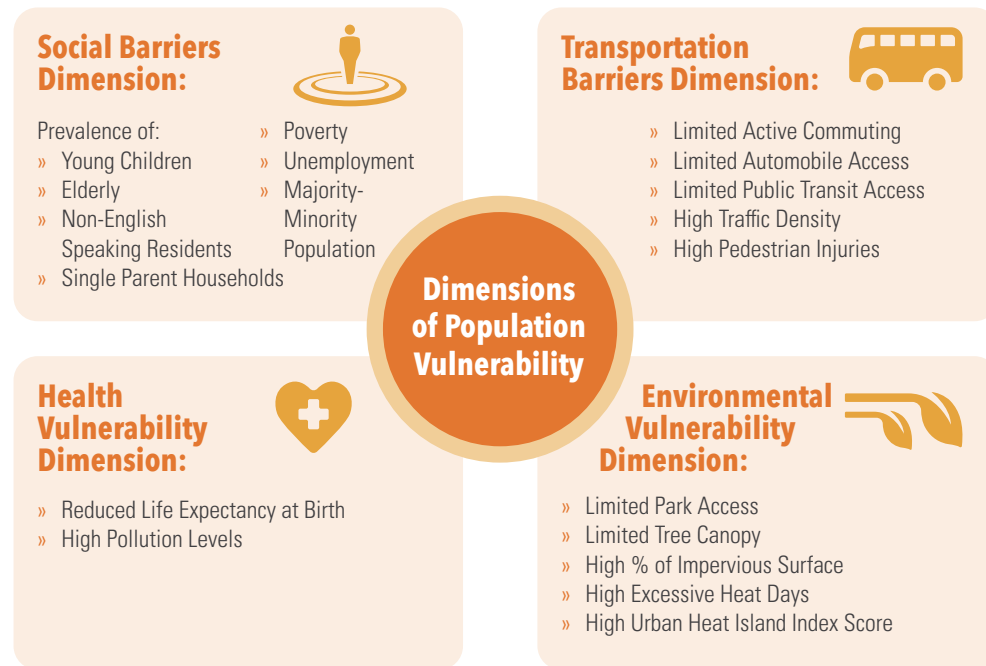 Social Barriers
Dimension:
Prevalence of:
» Young Children
» Elderly
» Non-English
Speaking Residents
» Single Parent Households
» Poverty
» Unemployment
» Majority-
Minority
Population
Transportation
Barriers Dimension:
» Limited Active Commuting
» Limited Automobile Access
» Limited Public Transit Access
» High Traffic Density
» High Pedestrian Injuries
Dimensions
of Population
Vulnerability
Health
Vulnerability
Dimension:
» Reduced Life Expectancy at Birth
» High Pollution Levels
Environmental
Vulnerability
Dimension:
» Limited Park Access
» Limited Tree Canopy
» High % of Impervious Surface
» High Excessive Heat Days
» High Urban Heat Island Index Score